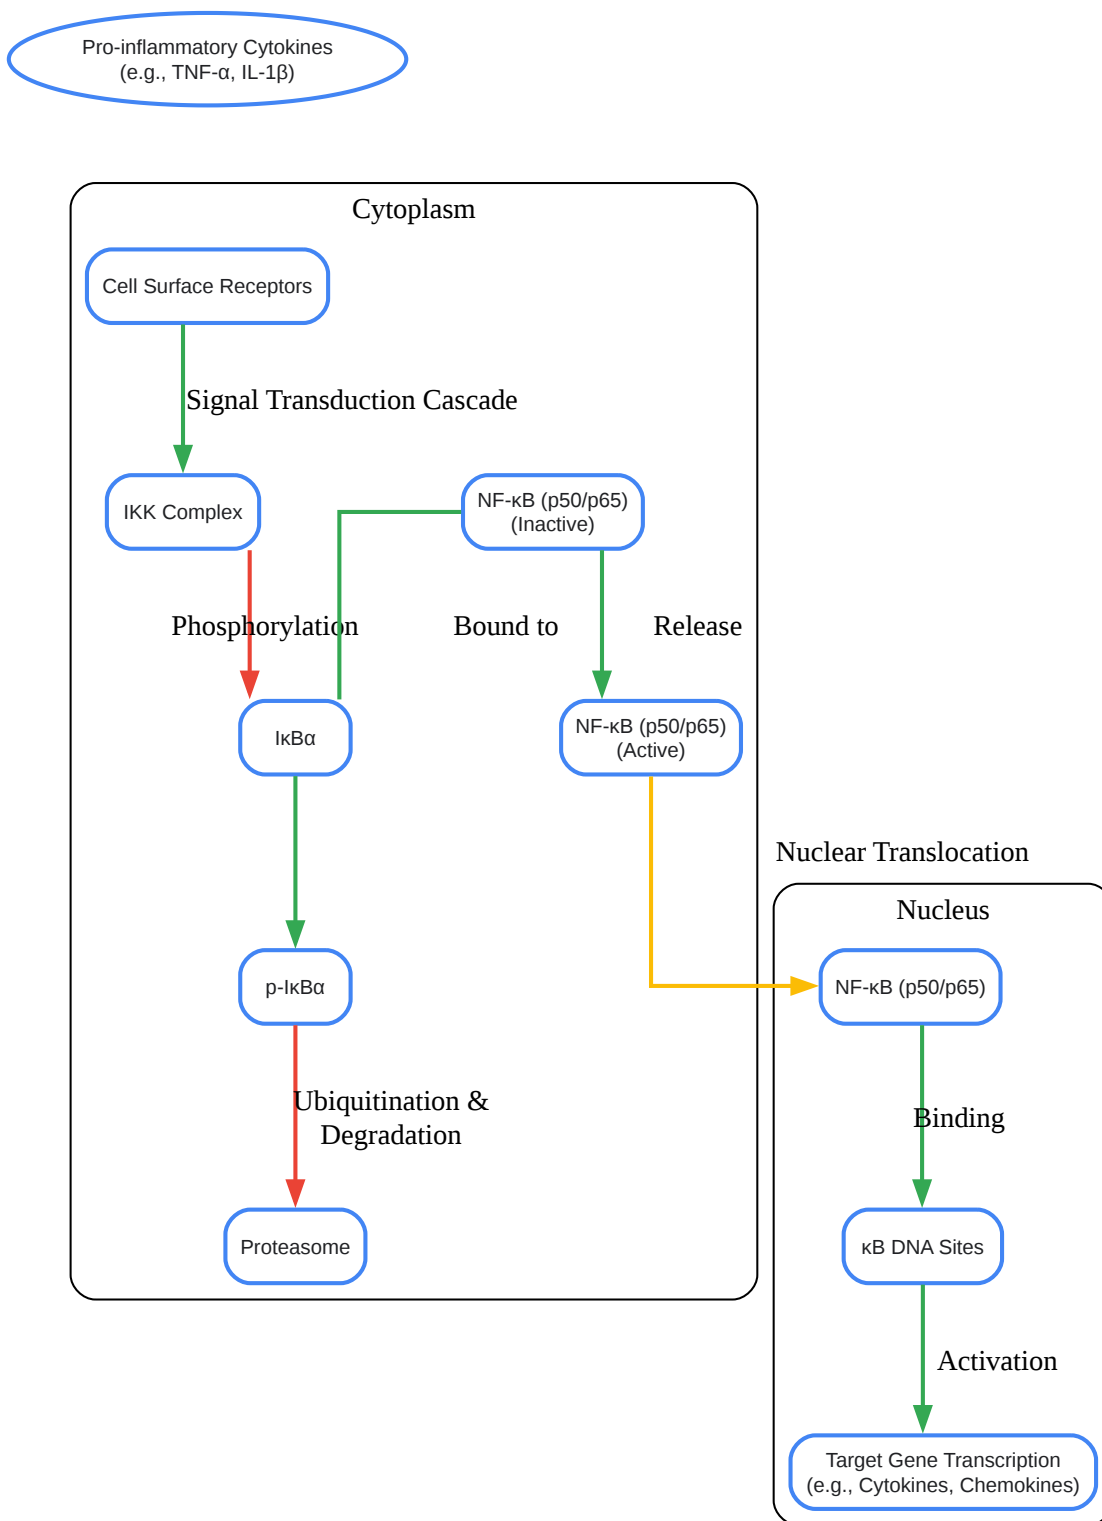 Pro-inflammatory Cytokines
(e.g., TNF-α, IL-1β)
Cytoplasm
Cell Surface Receptors
Signal Transduction Cascade
IKK Complex
NF-κB (p50/p65)
(Inactive)
Phosphorylation
Bound to
Release
IκBα
NF-κB (p50/p65)
(Active)
Nuclear Translocation
Nucleus
p-IκBα
NF-κB (p50/p65)
Ubiquitination &
Degradation
Binding
Proteasome
κB DNA Sites
Activation
Target Gene Transcription
(e.g., Cytokines, Chemokines)